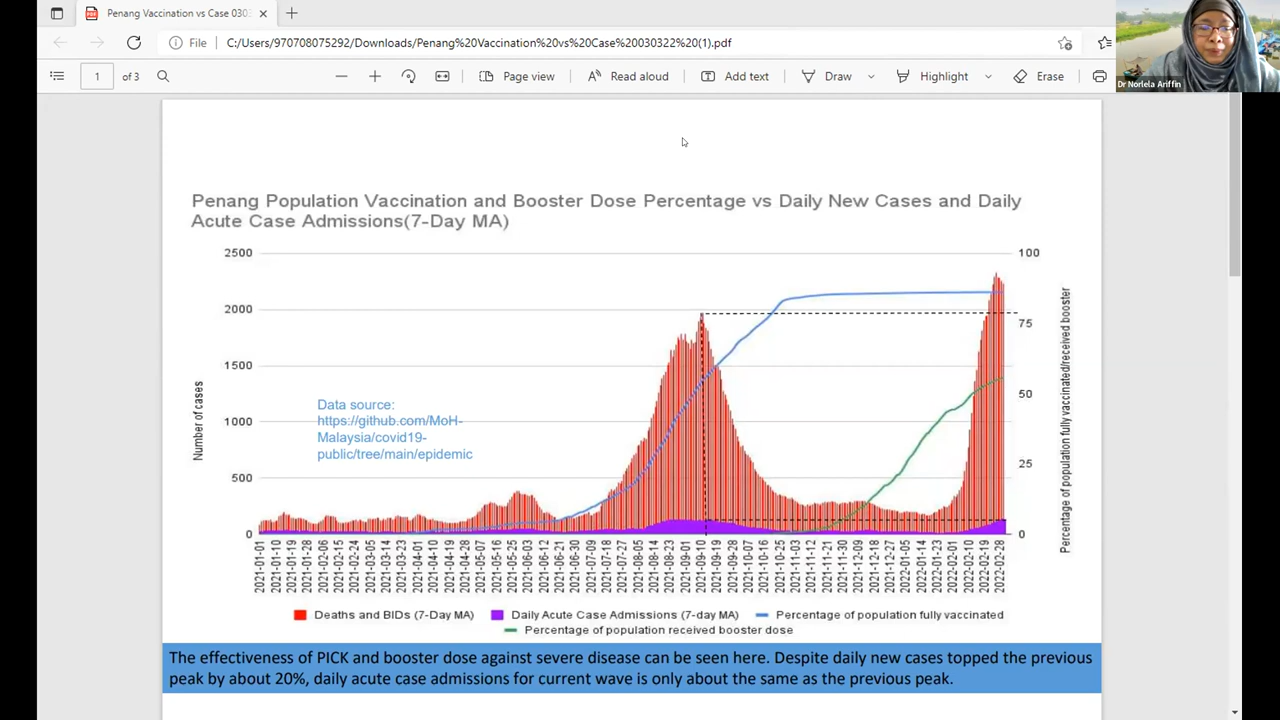 Penang Vaccination vs Case 0303
File
C:/Users/970708075292/Downloads/Penang%20Vaccination%20vs%20Case%20030322%20(1).pdf
1 of 3
Page view
Read aloud
Add text
Draw
Highlight
Erase
Dr Norlela Ariffin
Penang Population Vaccination and Booster Dose Percentage vs Daily New Cases and Daily
Acute Case Admissions(7-Day MA)
2500
2000
1500
1000
500
0
Number of cases
100
75
50
25
0
Percentage of population fully vaccinated/received booster
Data source:
https://github.com/MoH-
Malaysia/covid19-
public/tree/main/epidemic
2021-01-01
2021-01-10
2021-01-19
2021-01-28
2021-02-06
2021-02-15
2021-02-24
2021-03-05
2021-03-14
2021-03-23
2021-04-01
2021-04-10
2021-04-19
2021-04-28
2021-05-07
2021-05-16
2021-05-25
2021-06-03
2021-06-12
2021-06-21
2021-06-30
2021-07-09
2021-07-18
2021-07-27
2021-08-05
2021-08-14
2021-08-23
2021-09-01
2021-09-10
2021-09-19
2021-09-28
2021-10-07
2021-10-16
2021-10-25
2021-11-03
2021-11-12
2021-11-21
2021-11-30
2021-12-09
2021-12-18
2021-12-27
2022-01-05
2022-01-14
2022-01-23
2022-02-01
2022-02-10
2022-02-19
2022-02-28
Deaths and BIDs (7-Day MA)
Daily Acute Case Admissions (7-day MA)
Percentage of population fully vaccinated
Percentage of population received booster dose
The effectiveness of PICK and booster dose against severe disease can be seen here. Despite daily new cases topped the previous
peak by about 20%, daily acute case admissions for current wave is only about the same as the previous peak.